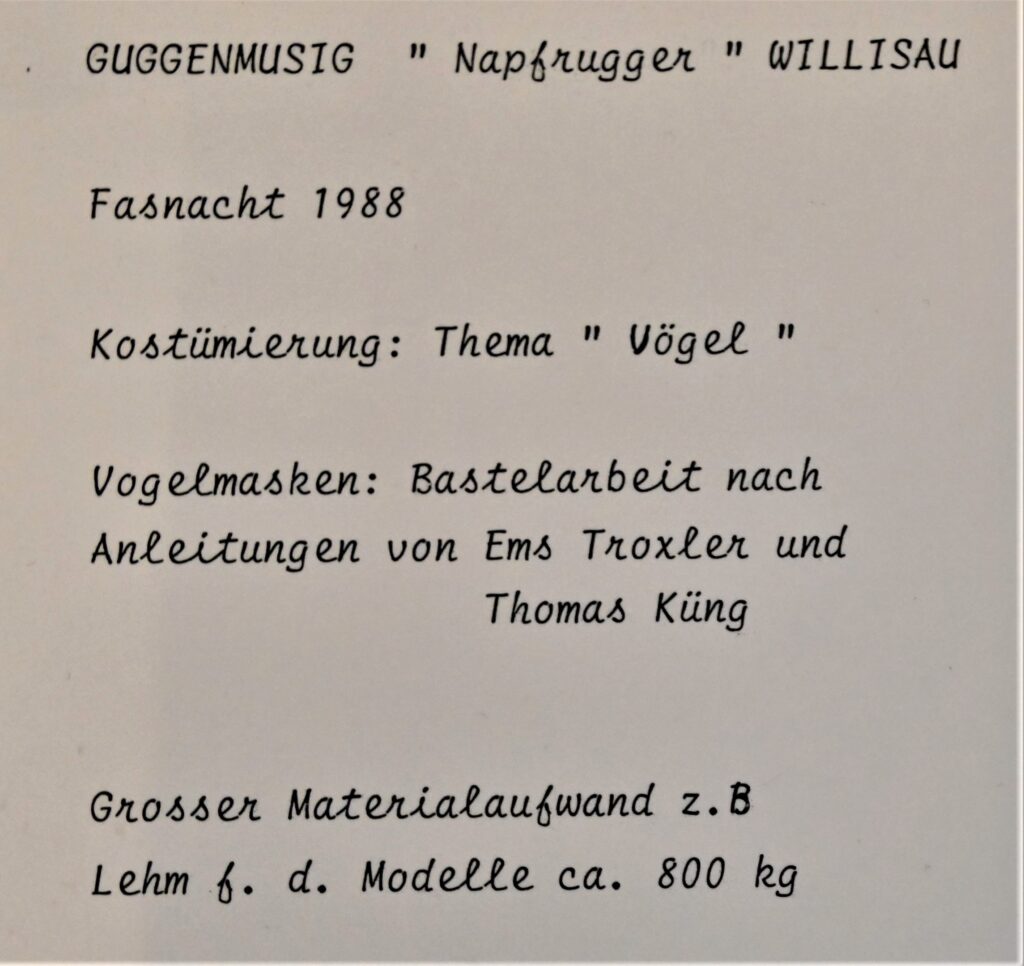 GUGGENMUSIG " Napfrugger " WILLISAU
Fasnacht 1988
Kostümierung: Thema " Vögel "
Vogelmasken: Bastelarbeit nach
Anleitungen von Ems Troxler und
Thomas Küng
Grosser Materialaufwand z.B
Lehm f. d. Modelle ca. 800 kg